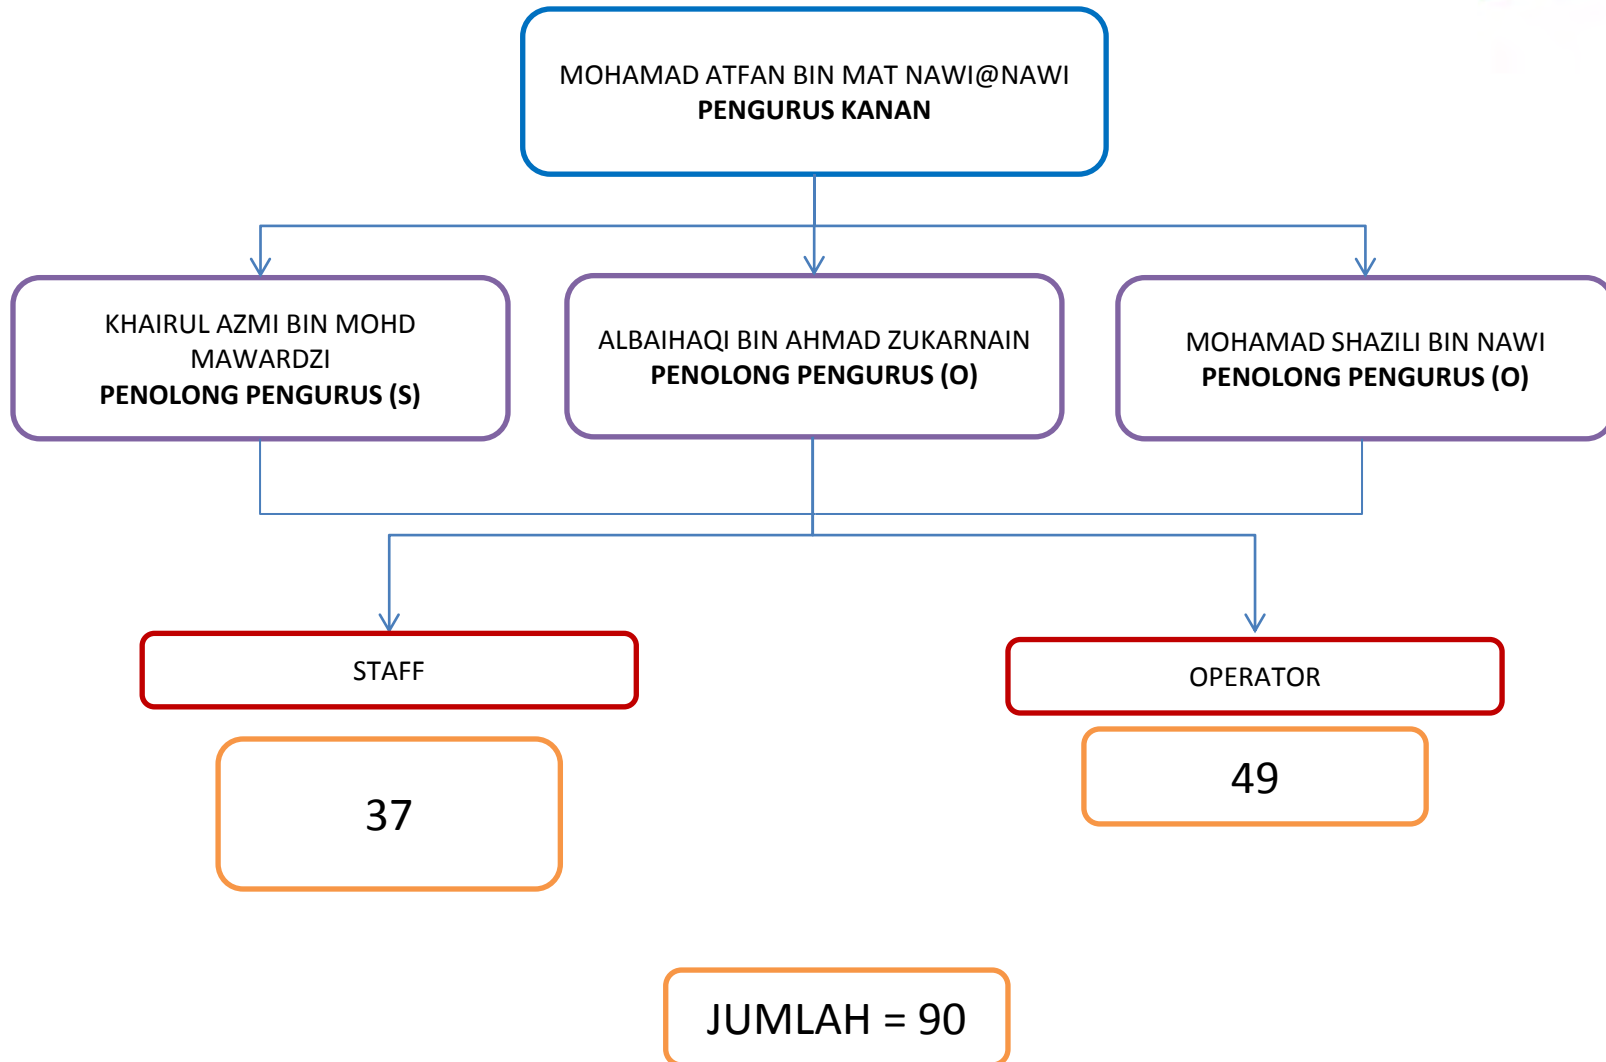 MOHAMAD ATFAN BIN MAT NAWI@NAWI
PENGURUS KANAN
KHAIRUL AZMI BIN MOHD
MAWARDZI
PENOLONG PENGURUS (S)
ALBAIHAQI BIN AHMAD ZUKARNAIN
PENOLONG PENGURUS (O)
MOHAMAD SHAZILI BIN NAWI
PENOLONG PENGURUS (O)
STAFF
OPERATOR
37
49
JUMLAH = 90